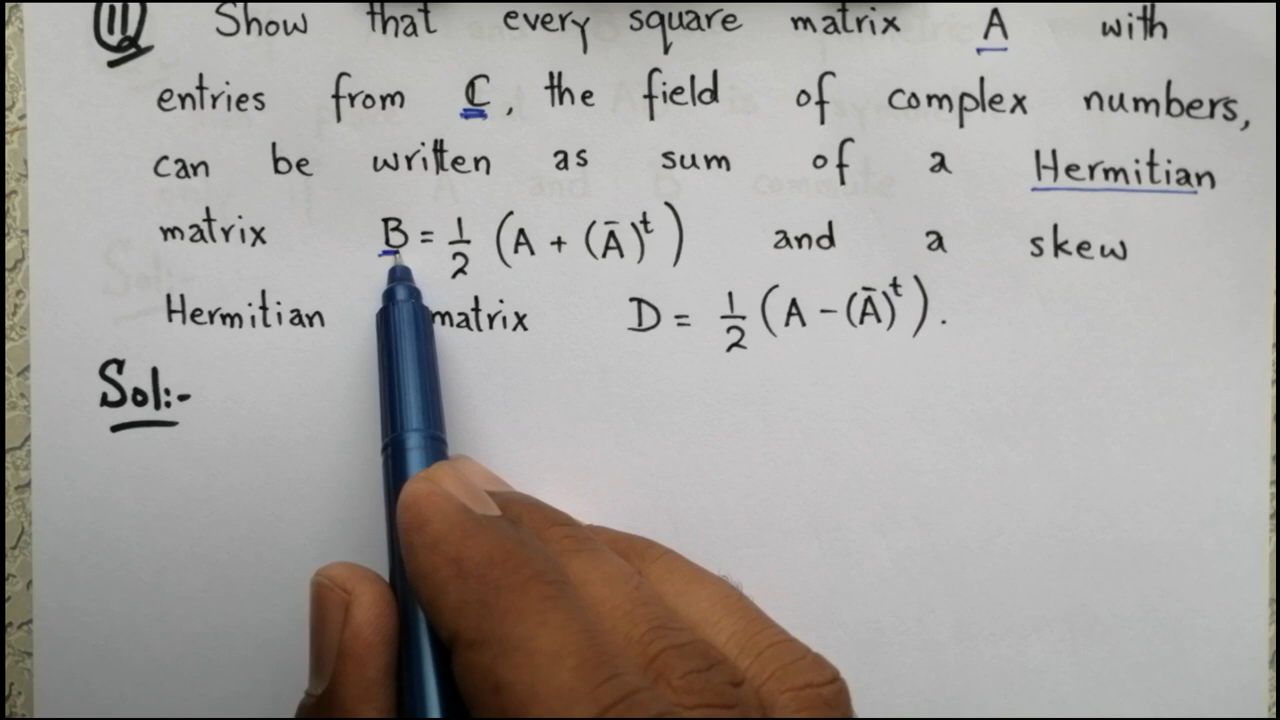 11 Show that every square matrix A with
entries from ℂ, the field of complex numbers,
can be written as sum of a Hermitian
matrix B = 1/2 (A + (Ā)ᵗ) and a skew
Hermitian matrix D = 1/2 (A - (Ā)ᵗ).
Sol:-